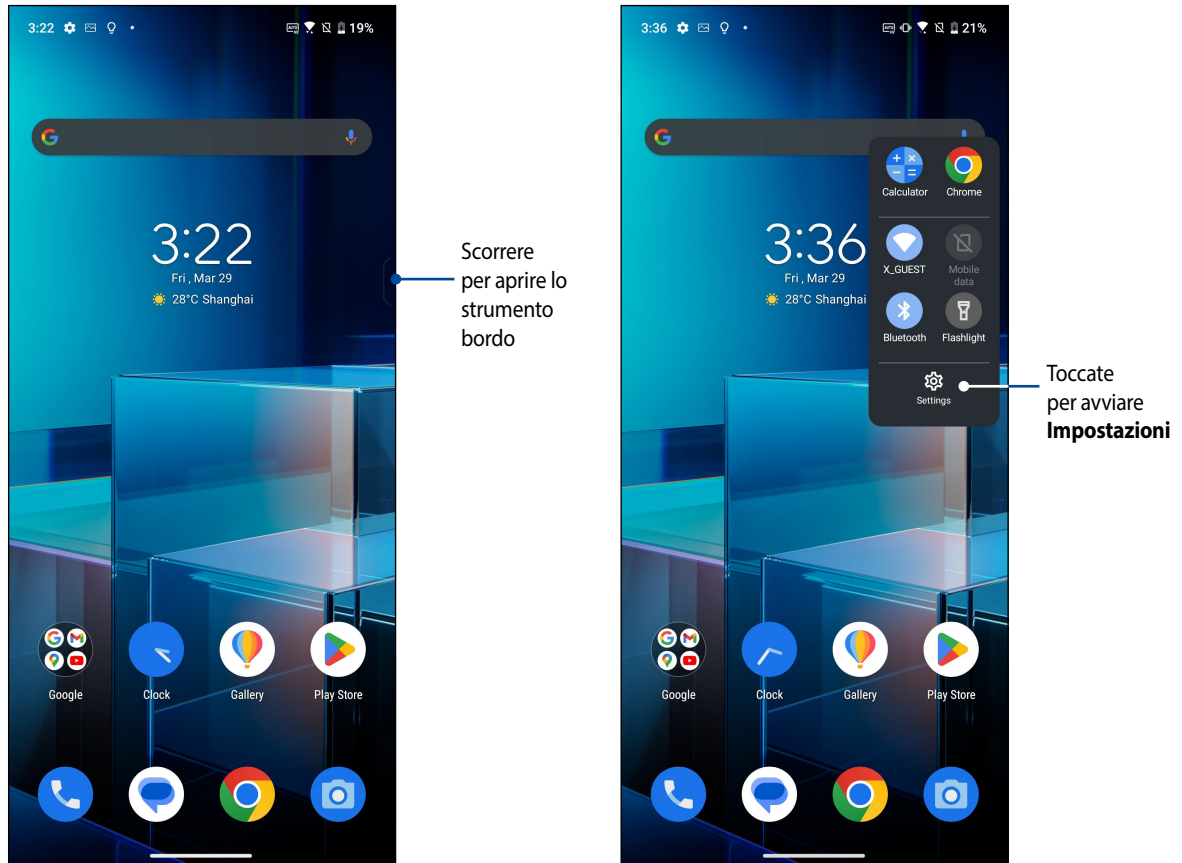 3:22
19%
3:22
Fri , Mar 29
28°C Shanghai
Google
Clock
Gallery
Play Store
Scorrere
per aprire lo
strumento
bordo
3:36
21%
Calculator
Chrome
3:36
Fri , Mar 29
28°C Shanghai
X_GUEST
Mobile
data
Bluetooth
Flashlight
Settings
Google
Clock
Gallery
Play Store
Toccate
per avviare
Impostazioni